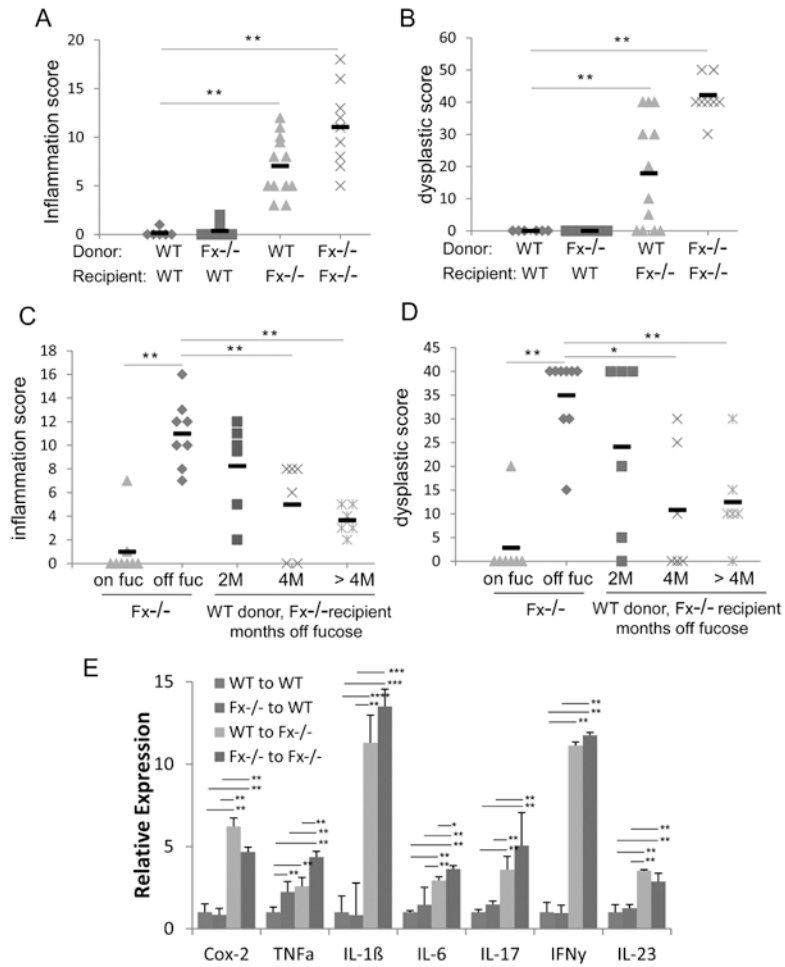 A
Inflammation score
20
15
10
5
0
**
**
Donor: WT Fx-/- WT Fx-/-
Recipient: WT WT Fx-/- Fx-/-
B
dysplastic score
60
50
40
30
20
10
0
**
**
Donor: WT Fx-/- WT Fx-/-
Recipient: WT WT Fx-/- Fx-/-
C
inflammation score
18
16
14
12
10
8
6
4
2
0
**
**
**
on fuc off fuc 2M 4M > 4M
Fx-/- WT donor, Fx-/-recipient
months off fucose
D
dysplastic score
45
40
35
30
25
20
15
10
5
0
**
**
*
on fuc off fuc 2M 4M > 4M
Fx-/- WT donor, Fx-/- recipient
months off fucose
E
Relative Expression
15
10
5
0
WT to WT
Fx-/- to WT
WT to Fx-/-
Fx-/- to Fx-/-
**
**
**
**
**
**
**
**
***
***
**
*
**
**
**
**
**
**
**
**
**
**
**
**
**
**
Cox-2 TNFa IL-1ß IL-6 IL-17 IFNy IL-23